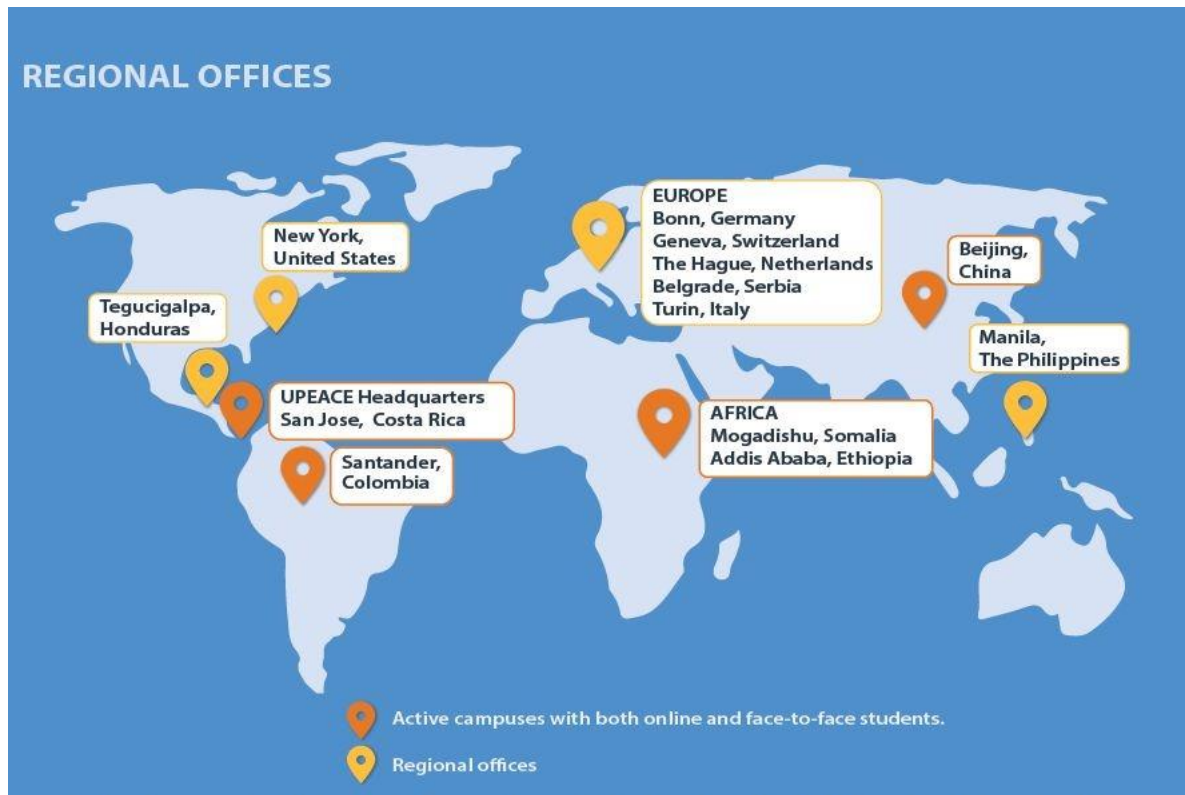 REGIONAL OFFICES
New York,
United States
Tegucigalpa,
Honduras
UPEACE Headquarters
San Jose, Costa Rica
Santander,
Colombia
EUROPE
Bonn, Germany
Geneva, Switzerland
The Hague, Netherlands
Belgrade, Serbia
Turin, Italy
AFRICA
Mogadishu, Somalia
Addis Ababa, Ethiopia
Beijing,
China
Manila,
The Philippines
Active campuses with both online and face-to-face students.
Regional offices